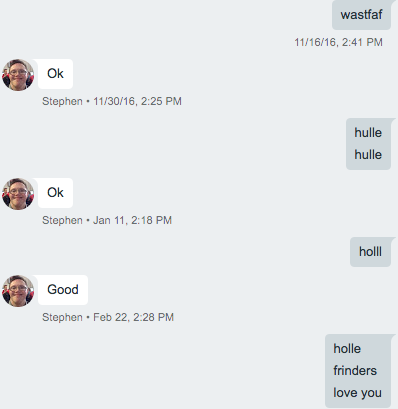 wastfaf
11/16/16, 2:41 PM
Ok
Stephen • 11/30/16, 2:25 PM
hulle
hulle
Ok
Stephen • Jan 11, 2:18 PM
holll
Good
Stephen • Feb 22, 2:28 PM
holle
frinders
love you